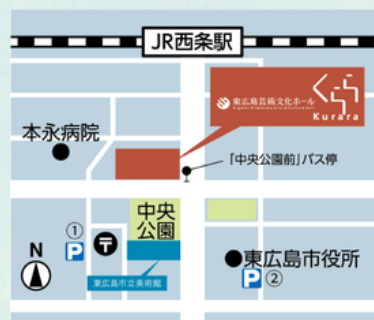 JR西条駅
東広島芸術文化ホール
くらら
Kurara
本永病院
「中央公園前」バス停
中央
公園
①
P
〒
N
東広島市立美術館
東広島市役所
P ②